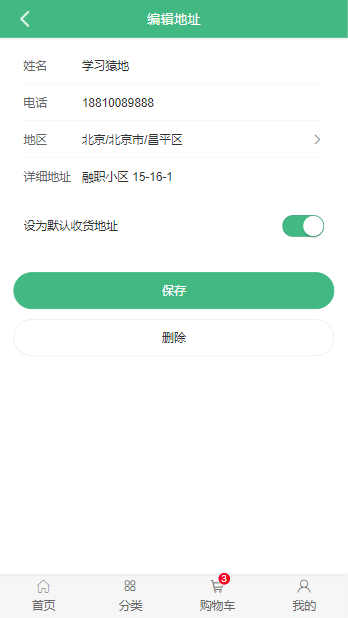 编辑地址
姓名 学习猿地
电话 18810089888
地区 北京/北京市/昌平区
详细地址 融职小区 15-16-1
设为默认收货地址
保存
删除
3
首页 分类 购物车 我的